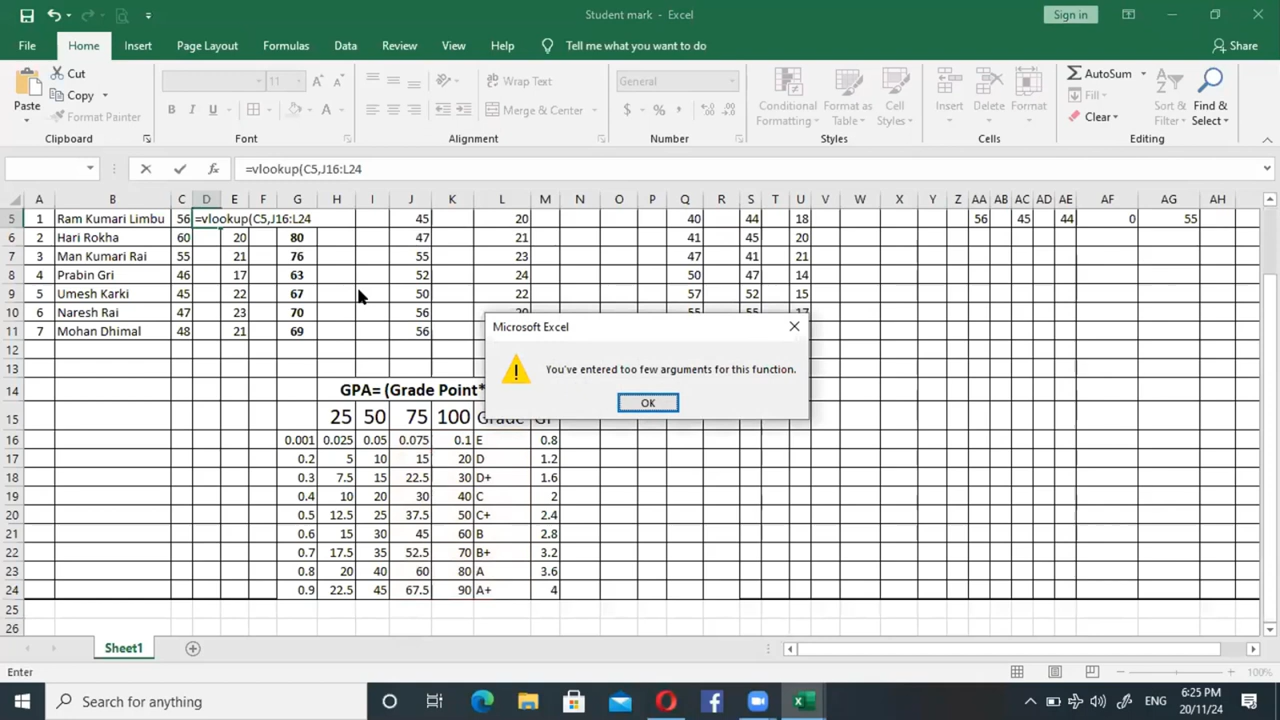 Student mark - Excel
Sign in
File Home Insert Page Layout Formulas Data Review View Help Tell me what you want to do Share
Paste Cut Copy Format Painter
Clipboard
11 A A
B I U A
Font
Wrap Text
Merge & Center
Alignment
General
$ %
Number
Conditional Formatting Format as Table Cell Styles
Styles
Insert Delete Format
Cells
AutoSum Fill Clear
Sort & Filter Find & Select
Editing
fx =vlookup(C5,J16:L24
A B C D E F G H I J K L M N O P Q R S T U V W X Y Z AA AB AC AD AE AF AG AH
5 1 Ram Kumari Limbu 56 =vlookup(C5,J16:L24 45 20 40 44 18 56 45 44 0 55
6 2 Hari Rokha 60 20 80 47 21 41 45 20
7 3 Man Kumari Rai 55 21 76 55 23 47 41 21
8 4 Prabin Gri 46 17 63 52 24 50 47 14
9 5 Umesh Karki 45 22 67 50 22 57 52 15
10 6 Naresh Rai 47 23 70 56
11 7 Mohan Dhimal 48 21 69 56
12
13
14 GPA= (Grade Point*
15 25 50 75 100
16 0.001 0.025 0.05 0.075 0.1 E 0.8
17 0.2 5 10 15 20 D 1.2
18 0.3 7.5 15 22.5 30 D+ 1.6
19 0.4 10 20 30 40 C 2
20 0.5 12.5 25 37.5 50 C+ 2.4
21 0.6 15 30 45 60 B 2.8
22 0.7 17.5 35 52.5 70 B+ 3.2
23 0.8 20 40 60 80 A 3.6
24 0.9 22.5 45 67.5 90 A+ 4
25
26
Microsoft Excel
You've entered too few arguments for this function.
OK
Sheet1
Enter
100%
Search for anything
ENG
6:25 PM
20/11/24